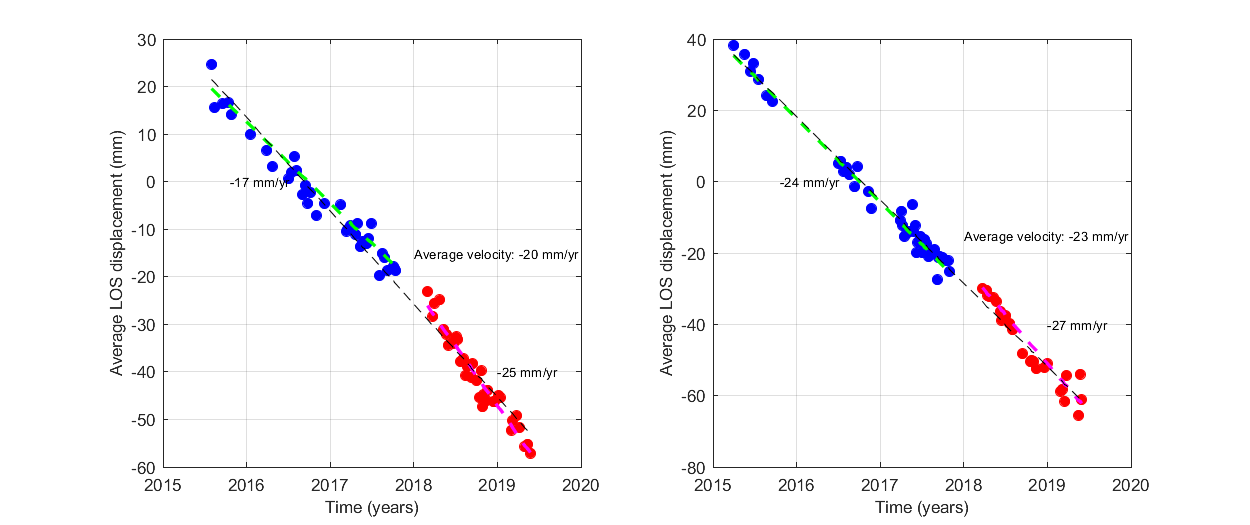 30
20
10
0
-10
-20
-30
-40
-50
-60
2015
2016
2017
2018
2019
2020
Time (years)
Average LOS displacement (mm)
-17 mm/yr
Average velocity: -20 mm/yr
-25 mm/yr
40
20
0
-20
-40
-60
-80
2015
2016
2017
2018
2019
2020
Time (years)
Average LOS displacement (mm)
-24 mm/yr
Average velocity: -23 mm/yr
-27 mm/yr